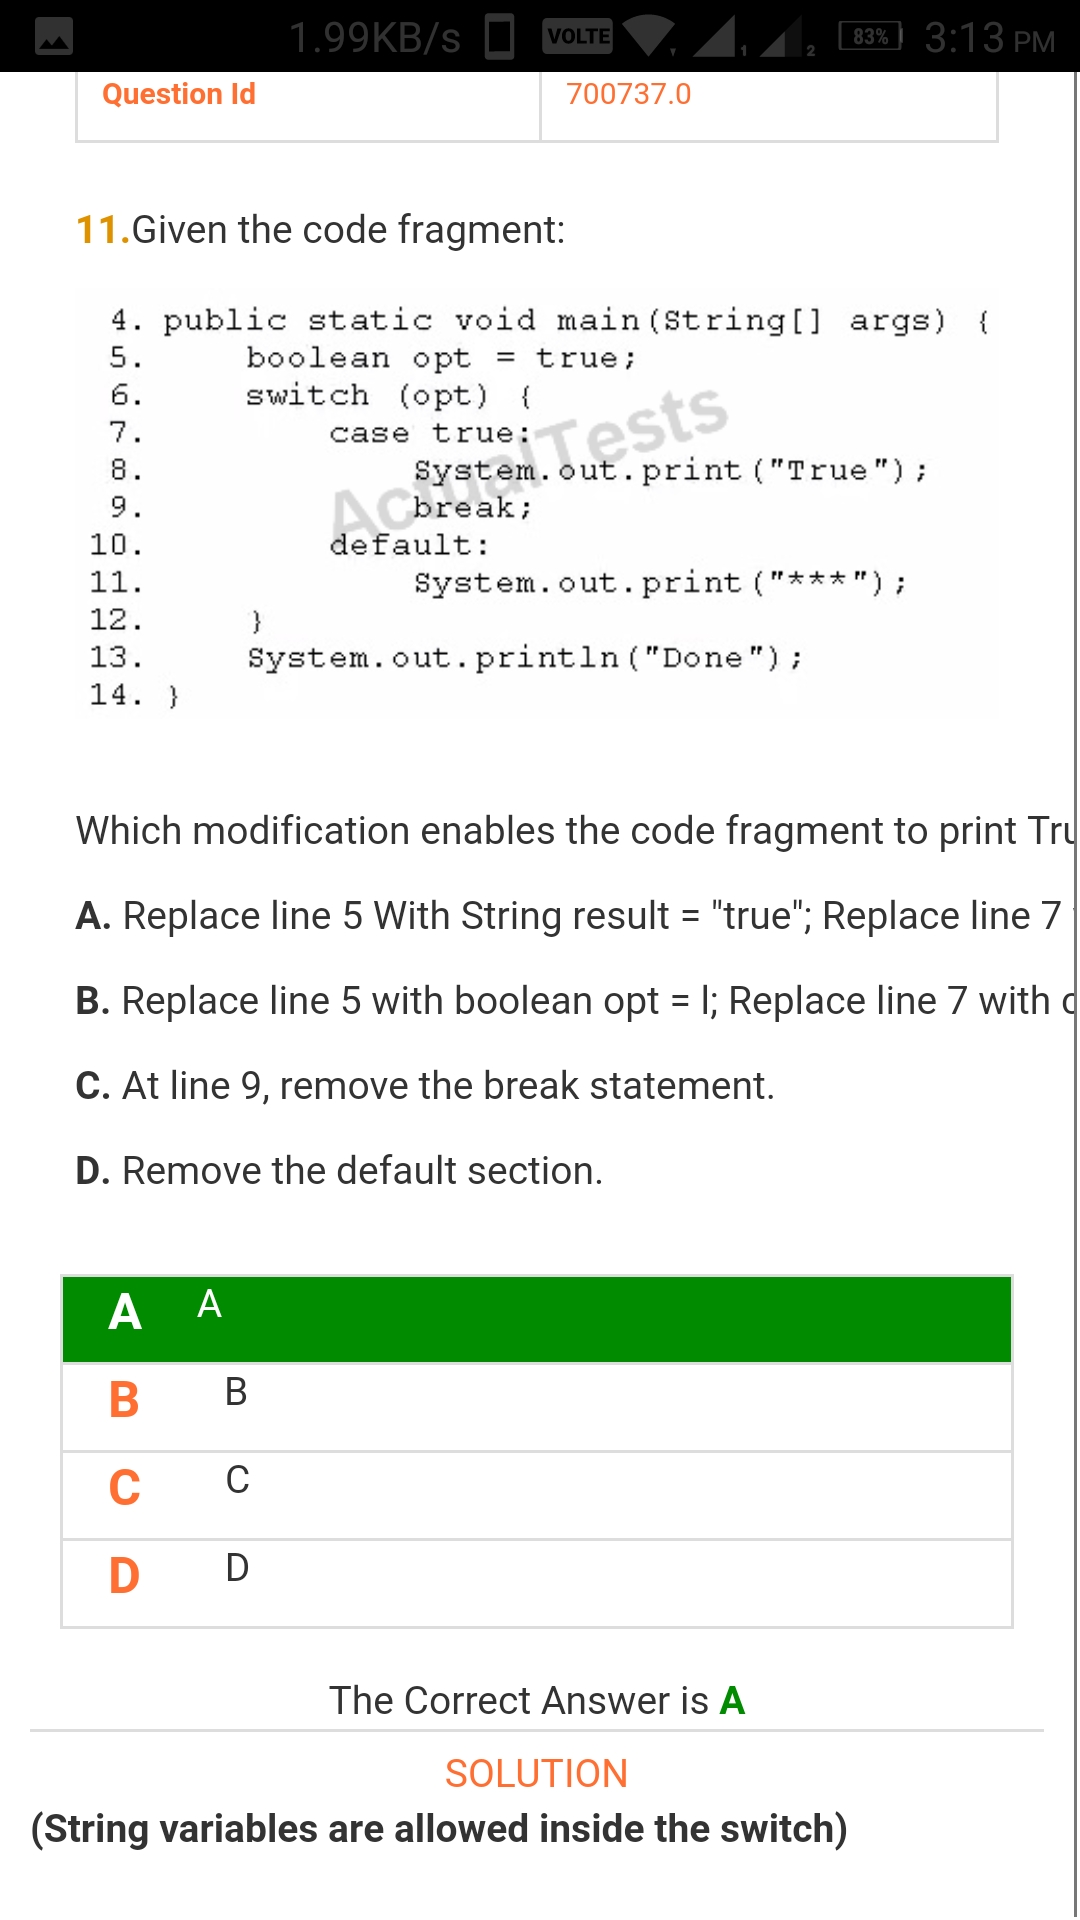 1.99KB/s VOLTE 1 2 83% 3:13 PM
Question Id 700737.0
11.Given the code fragment:
4. public static void main(String[] args) {
5. boolean opt = true;
6. switch (opt) {
7. case true:
8. System.out.print("True");
9. break;
10. default:
11. System.out.print("***");
12. }
13. System.out.println("Done");
14. }
ActualTests
Which modification enables the code fragment to print Tru
A. Replace line 5 With String result = "true"; Replace line 7
B. Replace line 5 with boolean opt = l; Replace line 7 with c
C. At line 9, remove the break statement.
D. Remove the default section.
A A
B B
C C
D D
The Correct Answer is A
SOLUTION
(String variables are allowed inside the switch)